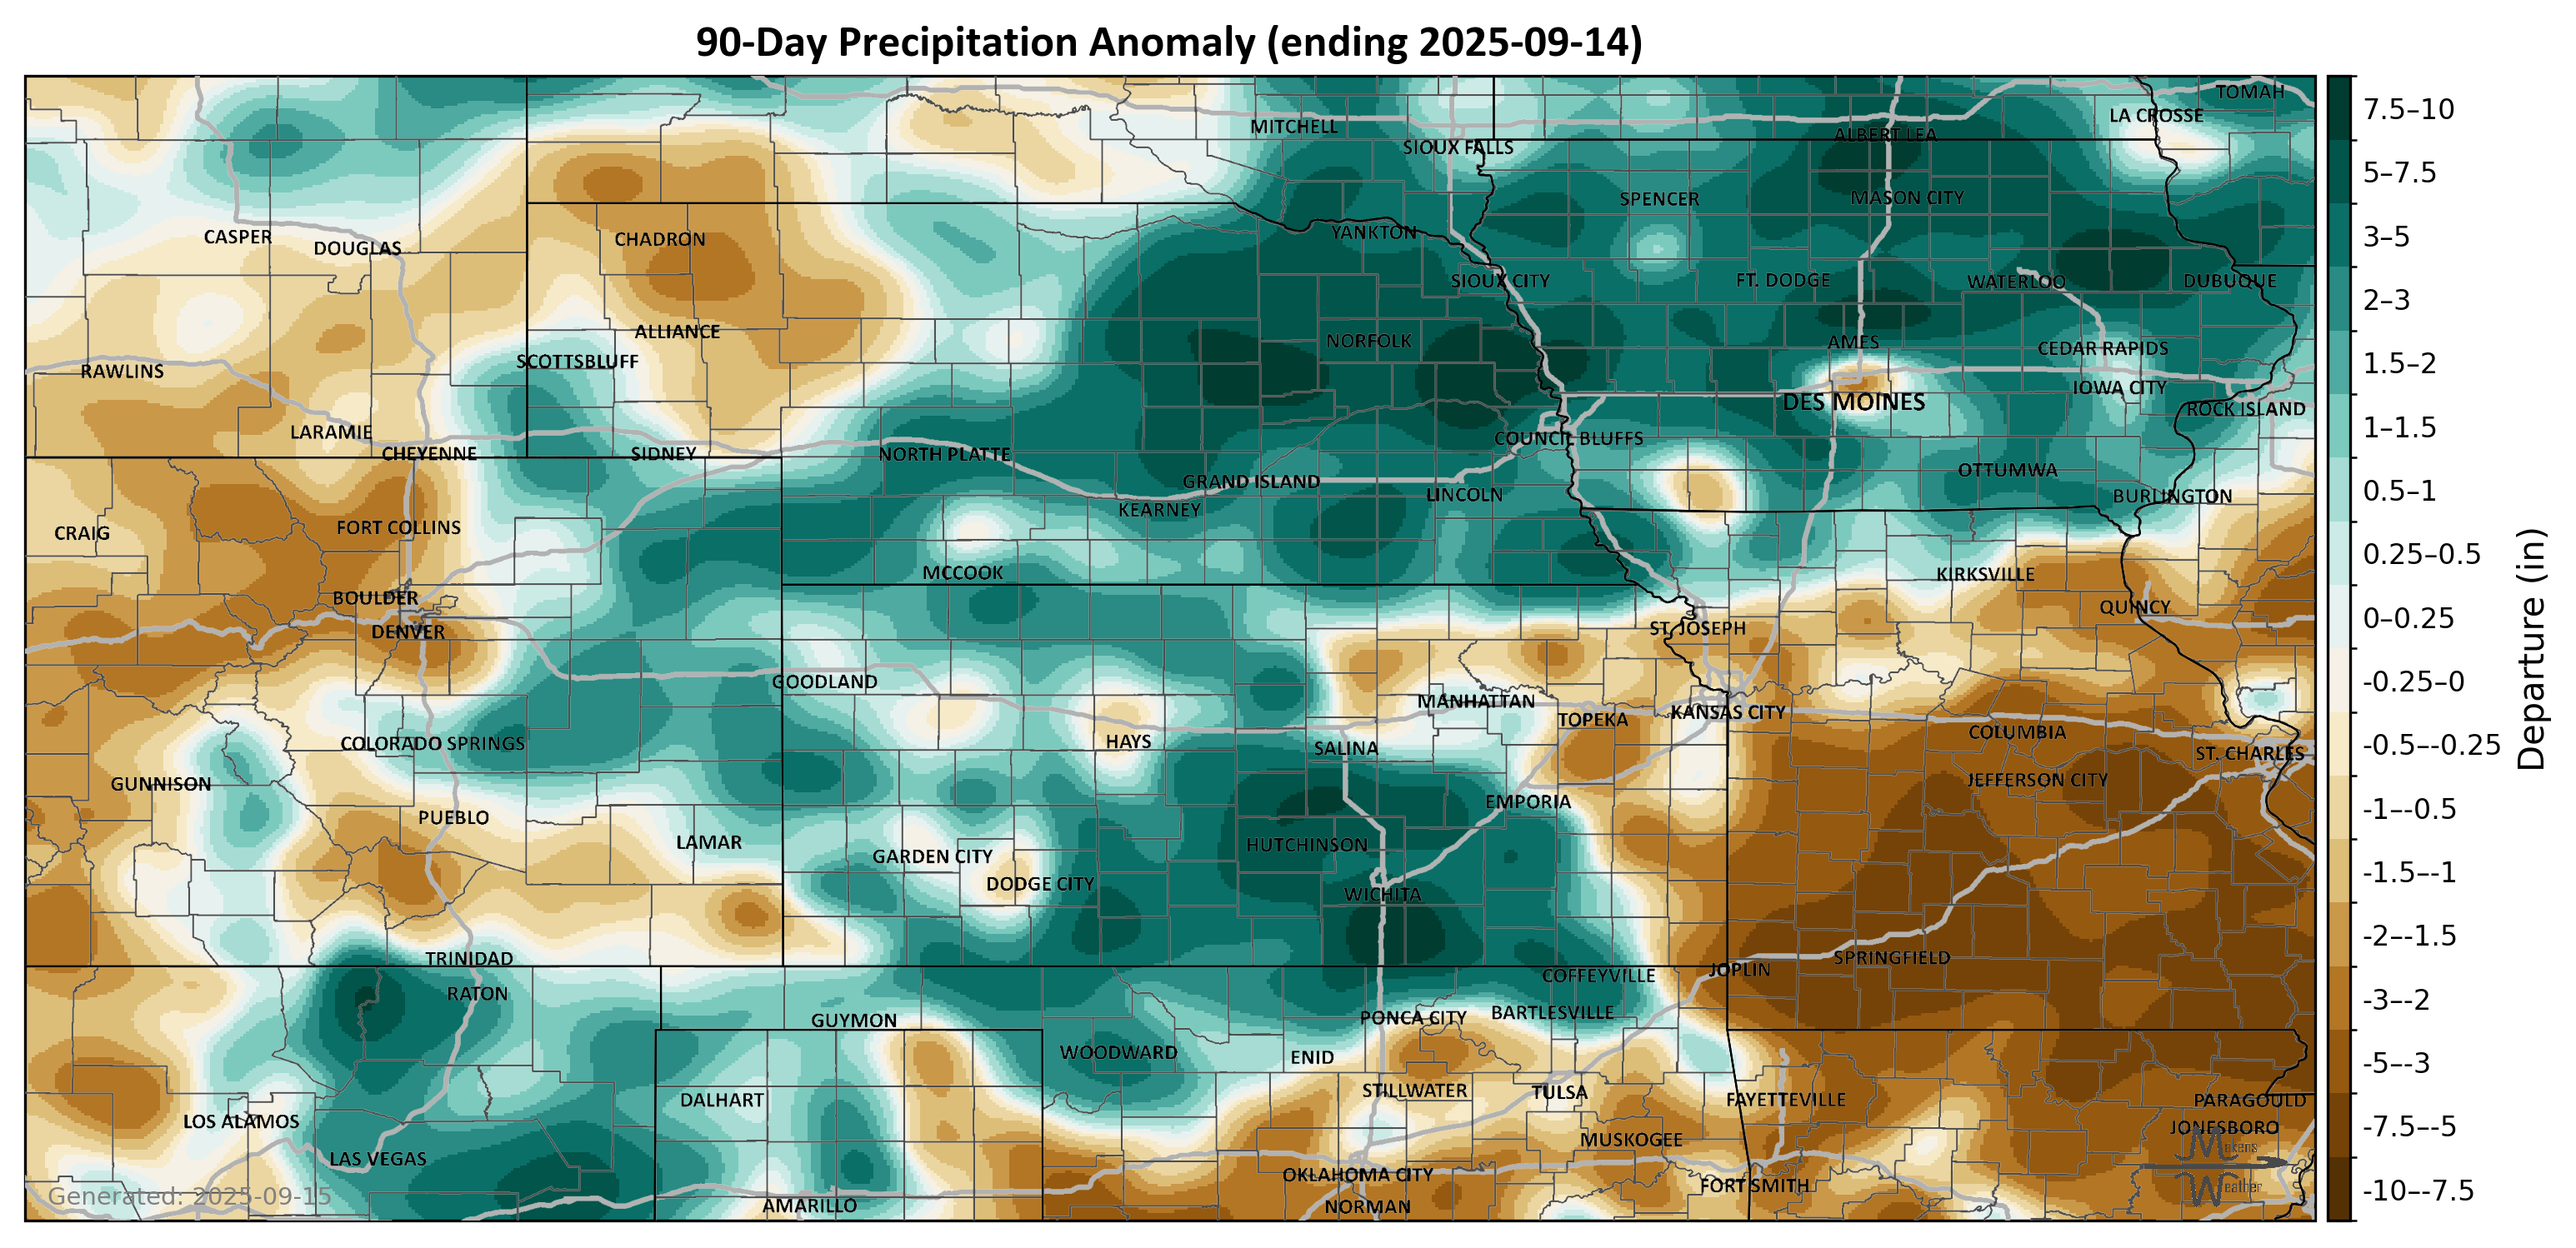 90-Day Precipitation Anomaly (ending 2025-09-14)
TOMAH
LA CROSSE
MITCHELL
ALBERT LEA
SIOUX FALLS
SPENCER
MASON CITY
YANKTON
CASPER
CHADRON
DOUGLAS
SIOUX CITY
FT. DODGE
WATERLOO
DUBUQUE
ALLIANCE
NORFOLK
AMES
CEDAR RAPIDS
SCOTTSBLUFF
RAWLINS
IOWA CITY
DES MOINES
ROCK ISLAND
LARAMIE
COUNCIL BLUFFS
CHEYENNE
SIDNEY
NORTH PLATTE
OTTUMWA
GRAND ISLAND
LINCOLN
BURLINGTON
KEARNEY
CRAIG
FORT COLLINS
MCCOOK
KIRKSVILLE
BOULDER
QUINCY
DENVER
ST. JOSEPH
GOODLAND
MANHATTAN
KANSAS CITY
TOPEKA
COLUMBIA
COLORADO SPRINGS
HAYS
SALINA
ST. CHARLES
GUNNISON
JEFFERSON CITY
EMPORIA
PUEBLO
LAMAR
HUTCHINSON
GARDEN CITY
DODGE CITY
WICHITA
TRINIDAD
SPRINGFIELD
JOPLIN
COFFEYVILLE
RATON
BARTLESVILLE
PONCA CITY
GUYMON
WOODWARD
ENID
STILLWATER
TULSA
DALHART
FAYETTEVILLE
PARAGOULD
LOS ALAMOS
JONESBORO
MUSKOGEE
LAS VEGAS
OKLAHOMA CITY
FORT SMITH
AMARILLO
NORMAN
Makens
Weather
Generated: 2025-09-15
7.5–10
5–7.5
3–5
2–3
1.5–2
1–1.5
0.5–1
0.25–0.5
0–0.25
-0.25–0
-0.5–-0.25
-1–-0.5
-1.5–-1
-2–-1.5
-3–-2
-5–-3
-7.5–-5
-10–-7.5
Departure (in)